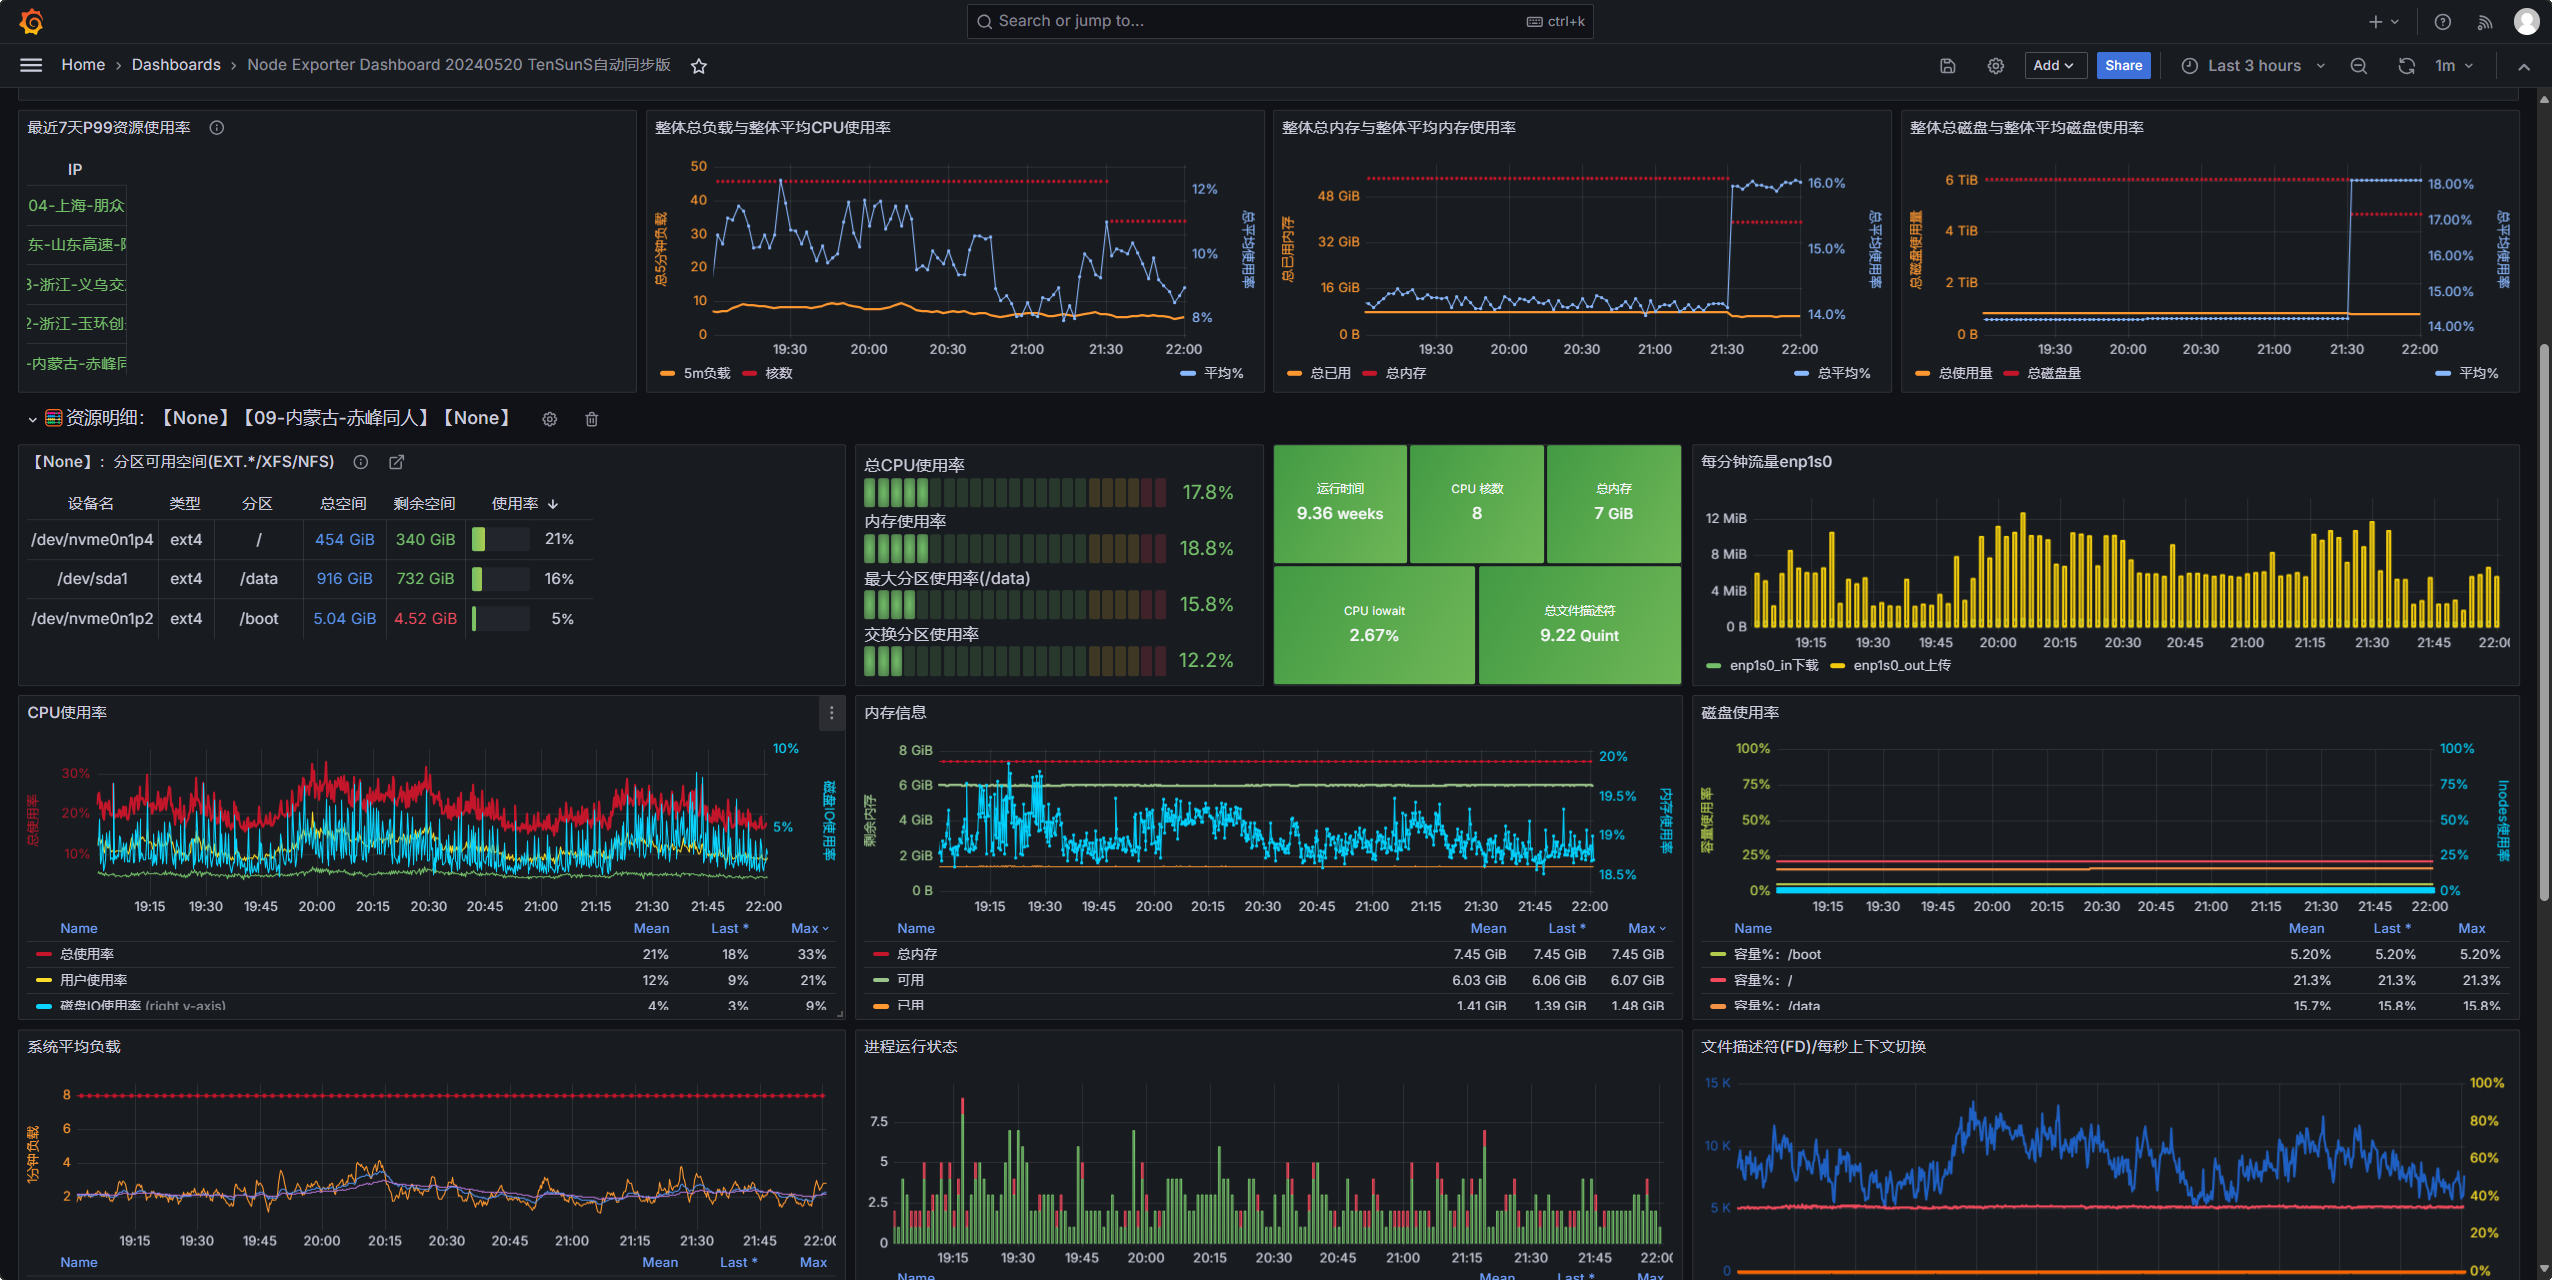 Search or jump to...
ctrl+k
Home › Dashboards › Node Exporter Dashboard 20240520 TenSunS自动同步版
Add
Share
Last 3 hours
1m
最近7天P99资源使用率
IP
04-上海-朋众
东-山东高速-
-浙江-义乌交
2-浙江-玉环创
-内蒙古-赤峰同
整体总负载与整体平均CPU使用率
总5分钟负载
50
40
30
20
10
0
12%
10%
8%
总平均使用率
19:30 20:00 20:30 21:00 21:30 22:00
5m负载 核数 平均%
整体总内存与整体平均内存使用率
总已用内存
48 GiB
32 GiB
16 GiB
0 B
16.0%
15.0%
14.0%
总平均使用率
19:30 20:00 20:30 21:00 21:30 22:00
总已用 总内存 总平均%
整体总磁盘与整体平均磁盘使用率
总磁盘使用量
6 TiB
4 TiB
2 TiB
0 B
18.00%
17.00%
16.00%
15.00%
14.00%
总平均使用率
19:30 20:00 20:30 21:00 21:30 22:00
总使用量 总磁盘量 平均%
资源明细：【None】【09-内蒙古-赤峰同人】【None】
【None】：分区可用空间(EXT.*/XFS/NFS)
设备名 类型 分区 总空间 剩余空间 使用率
/dev/nvme0n1p4 ext4 / 454 GiB 340 GiB 21%
/dev/sda1 ext4 /data 916 GiB 732 GiB 16%
/dev/nvme0n1p2 ext4 /boot 5.04 GiB 4.52 GiB 5%
总CPU使用率
17.8%
内存使用率
18.8%
最大分区使用率(/data)
15.8%
交换分区使用率
12.2%
运行时间
9.36 weeks
CPU 核数
8
总内存
7 GiB
CPU iowait
2.67%
总文件描述符
9.22 Quint
每分钟流量enp1s0
12 MiB
8 MiB
4 MiB
0 B
19:15 19:30 19:45 20:00 20:15 20:30 20:45 21:00 21:15 21:30 21:45 22:00
enp1s0_in下载 enp1s0_out上传
CPU使用率
总使用率
30%
20%
10%
10%
5%
磁盘IO使用率
19:15 19:30 19:45 20:00 20:15 20:30 20:45 21:00 21:15 21:30 21:45 22:00
Name Mean Last * Max
总使用率 21% 18% 33%
用户使用率 12% 9% 21%
磁盘IO使用率 (right y-axis) 4% 3% 9%
内存信息
剩余内存
8 GiB
6 GiB
4 GiB
2 GiB
0 B
20%
19.5%
19%
18.5%
内存使用率
19:15 19:30 19:45 20:00 20:15 20:30 20:45 21:00 21:15 21:30 21:45 22:00
Name Mean Last * Max
总内存 7.45 GiB 7.45 GiB 7.45 GiB
可用 6.03 GiB 6.06 GiB 6.07 GiB
已用 1.41 GiB 1.39 GiB 1.48 GiB
磁盘使用率
容量使用率
100%
75%
50%
25%
0%
100%
75%
50%
25%
0%
Inodes使用率
19:15 19:30 19:45 20:00 20:15 20:30 20:45 21:00 21:15 21:30 21:45 22:00
Name Mean Last * Max
容量%：/boot 5.20% 5.20% 5.20%
容量%：/ 21.3% 21.3% 21.3%
容量%：/data 15.7% 15.8% 15.8%
系统平均负载
1分钟负载
8
6
4
2
19:15 19:30 19:45 20:00 20:15 20:30 20:45 21:00 21:15 21:30 21:45 22:00
Name Mean Last * Max
进程运行状态
7.5
5
2.5
0
19:15 19:30 19:45 20:00 20:15 20:30 20:45 21:00 21:15 21:30 21:45 22:00
Name Mean Last * Max
文件描述符(FD)/每秒上下文切换
15 K
10 K
5 K
0
100%
80%
60%
40%
20%
0%